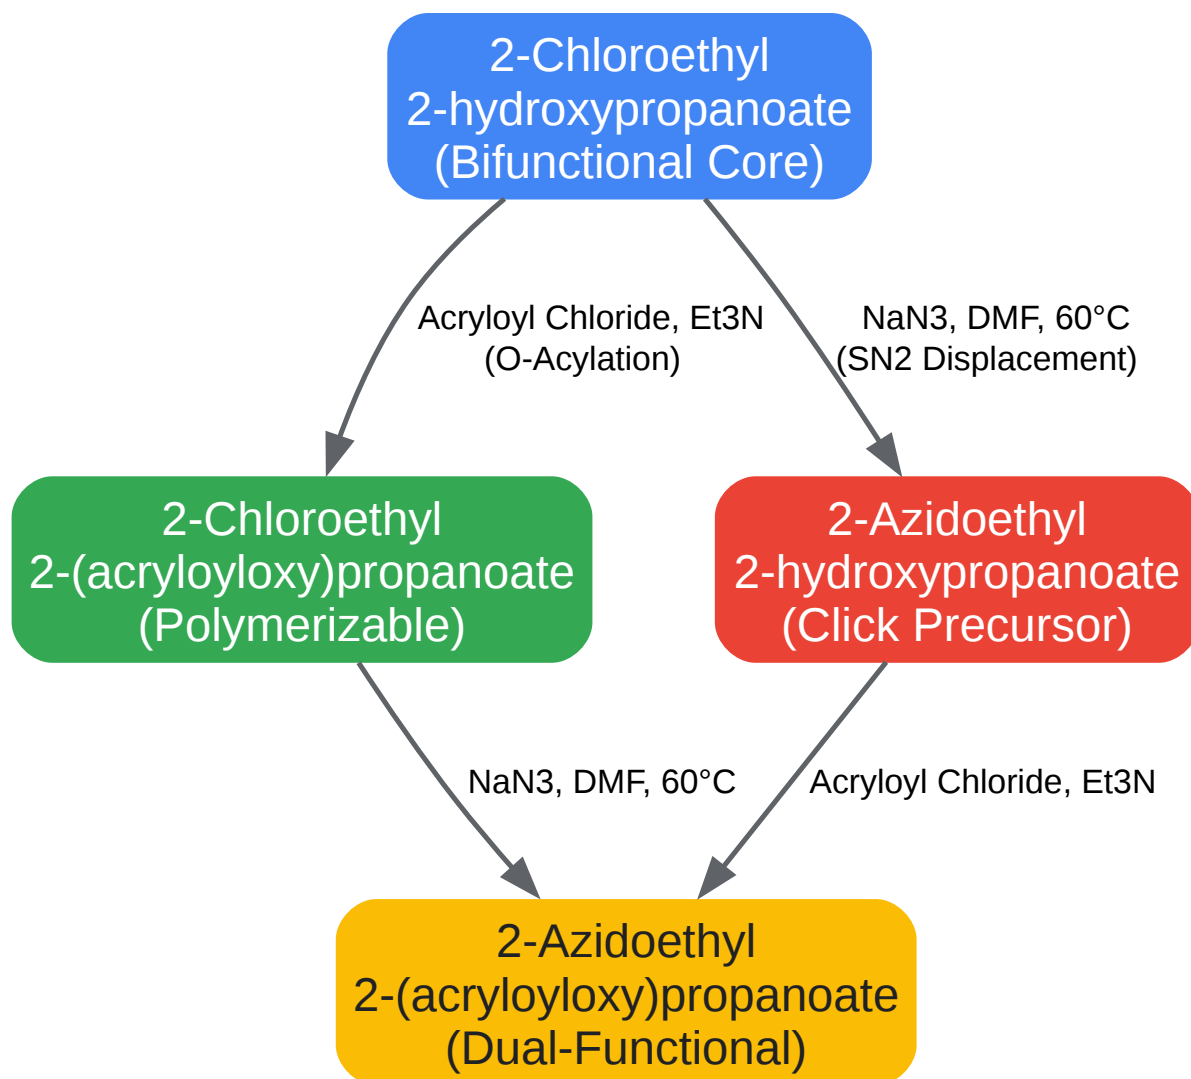 2-Chloroethyl
2-hydroxypropanoate
(Bifunctional Core)
Acryloyl Chloride, Et3N
(O-Acylation)
NaN3, DMF, 60°C
(SN2 Displacement)
2-Chloroethyl
2-(acryloyloxy)propanoate
(Polymerizable)
2-Azidoethyl
2-hydroxypropanoate
(Click Precursor)
NaN3, DMF, 60°C
Acryloyl Chloride, Et3N
2-Azidoethyl
2-(acryloyloxy)propanoate
(Dual-Functional)